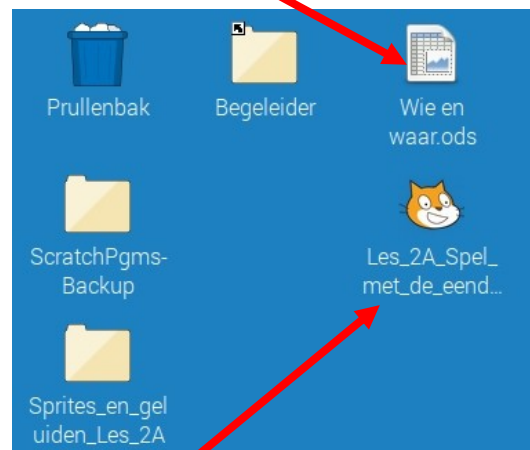 Prullenbak
Begeleider
Wie en
waar.ods
ScratchPgms-
Backup
Les_2A_Spel_
met_de_eend...
Sprites_en_gel
uiden_Les_2A